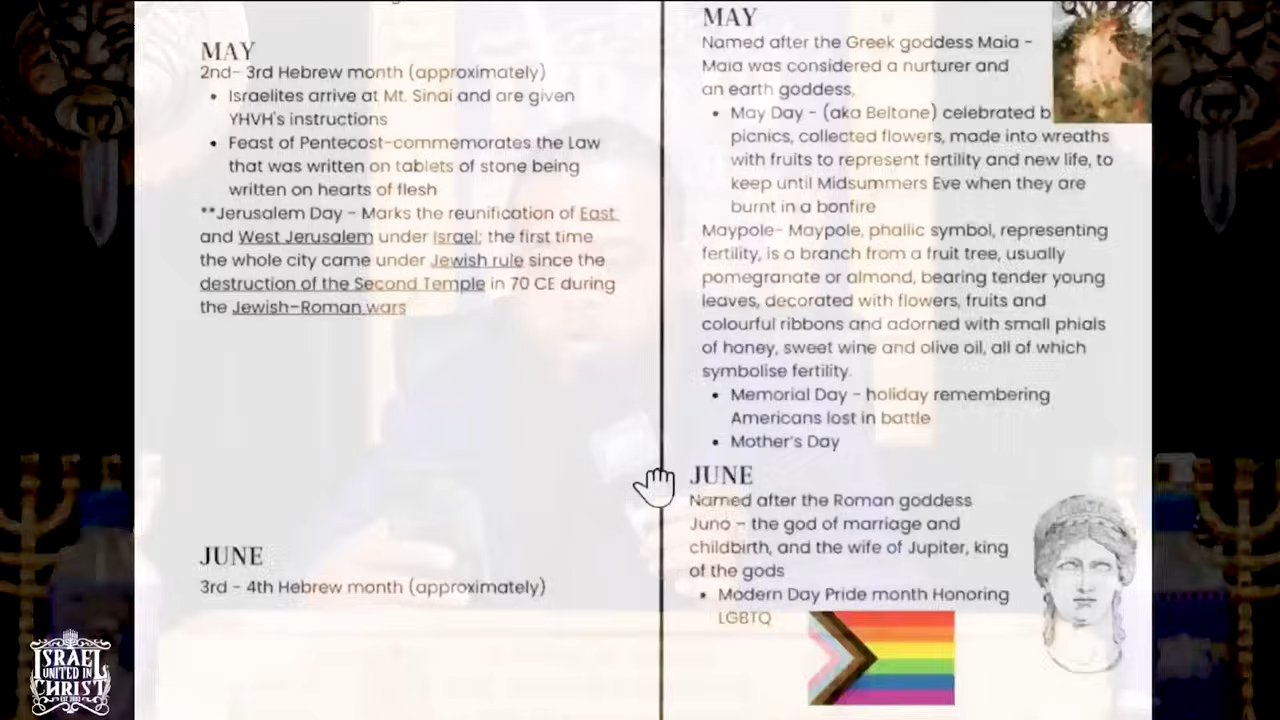 MAY
2nd- 3rd Hebrew month (approximately)
• Israelites arrive at Mt. Sinai and are given
YHVH's instructions
• Feast of Pentecost-commemorates the Law
that was written on tablets of stone being
written on hearts of flesh
**Jerusalem Day - Marks the reunification of East
and West Jerusalem under Israel; the first time
the whole city came under Jewish rule since the
destruction of the Second Temple in 70 CE during
the Jewish–Roman wars
JUNE
3rd - 4th Hebrew month (approximately)
MAY
Named after the Greek goddess Maia -
Maia was considered a nurturer and
an earth goddess,
• May Day - (aka Beltane) celebrated b
picnics, collected flowers, made into wreaths
with fruits to represent fertility and new life, to
keep until Midsummers Eve when they are
burnt in a bonfire
Maypole- Maypole, phallic symbol, representing
fertility, is a branch from a fruit tree, usually
pomegranate or almond, bearing tender young
leaves, decorated with flowers, fruits and
colourful ribbons and adorned with small phials
of honey, sweet wine and olive oil, all of which
symbolise fertility.
• Memorial Day - holiday remembering
Americans lost in battle
• Mother's Day
JUNE
Named after the Roman goddess
Juno - the god of marriage and
childbirth, and the wife of Jupiter, king
of the gods
• Modern Day Pride month Honoring
LGBTQ
ISRAEL
UNITED IN
CHRIST